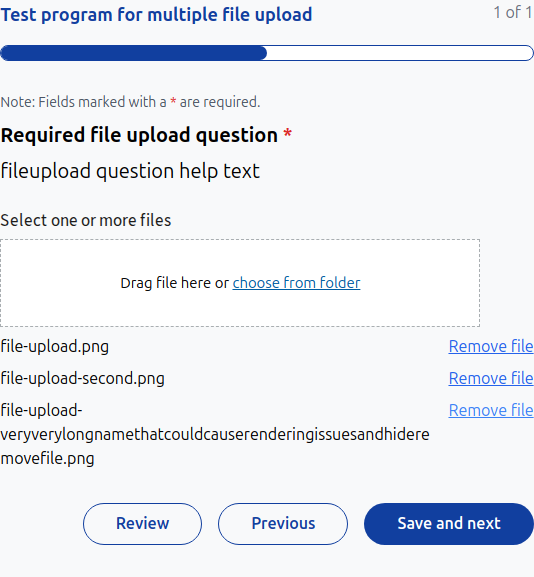 Test program for multiple file upload
1 of 1
Note: Fields marked with a * are required.
Required file upload question *
fileupload question help text
Select one or more files
Drag file here or choose from folder
file-upload.png Remove file
file-upload-second.png Remove file
file-upload- Remove file
veryverylongnamethatcouldcauserenderingissuesandhidere
movefile.png
Review Previous Save and next